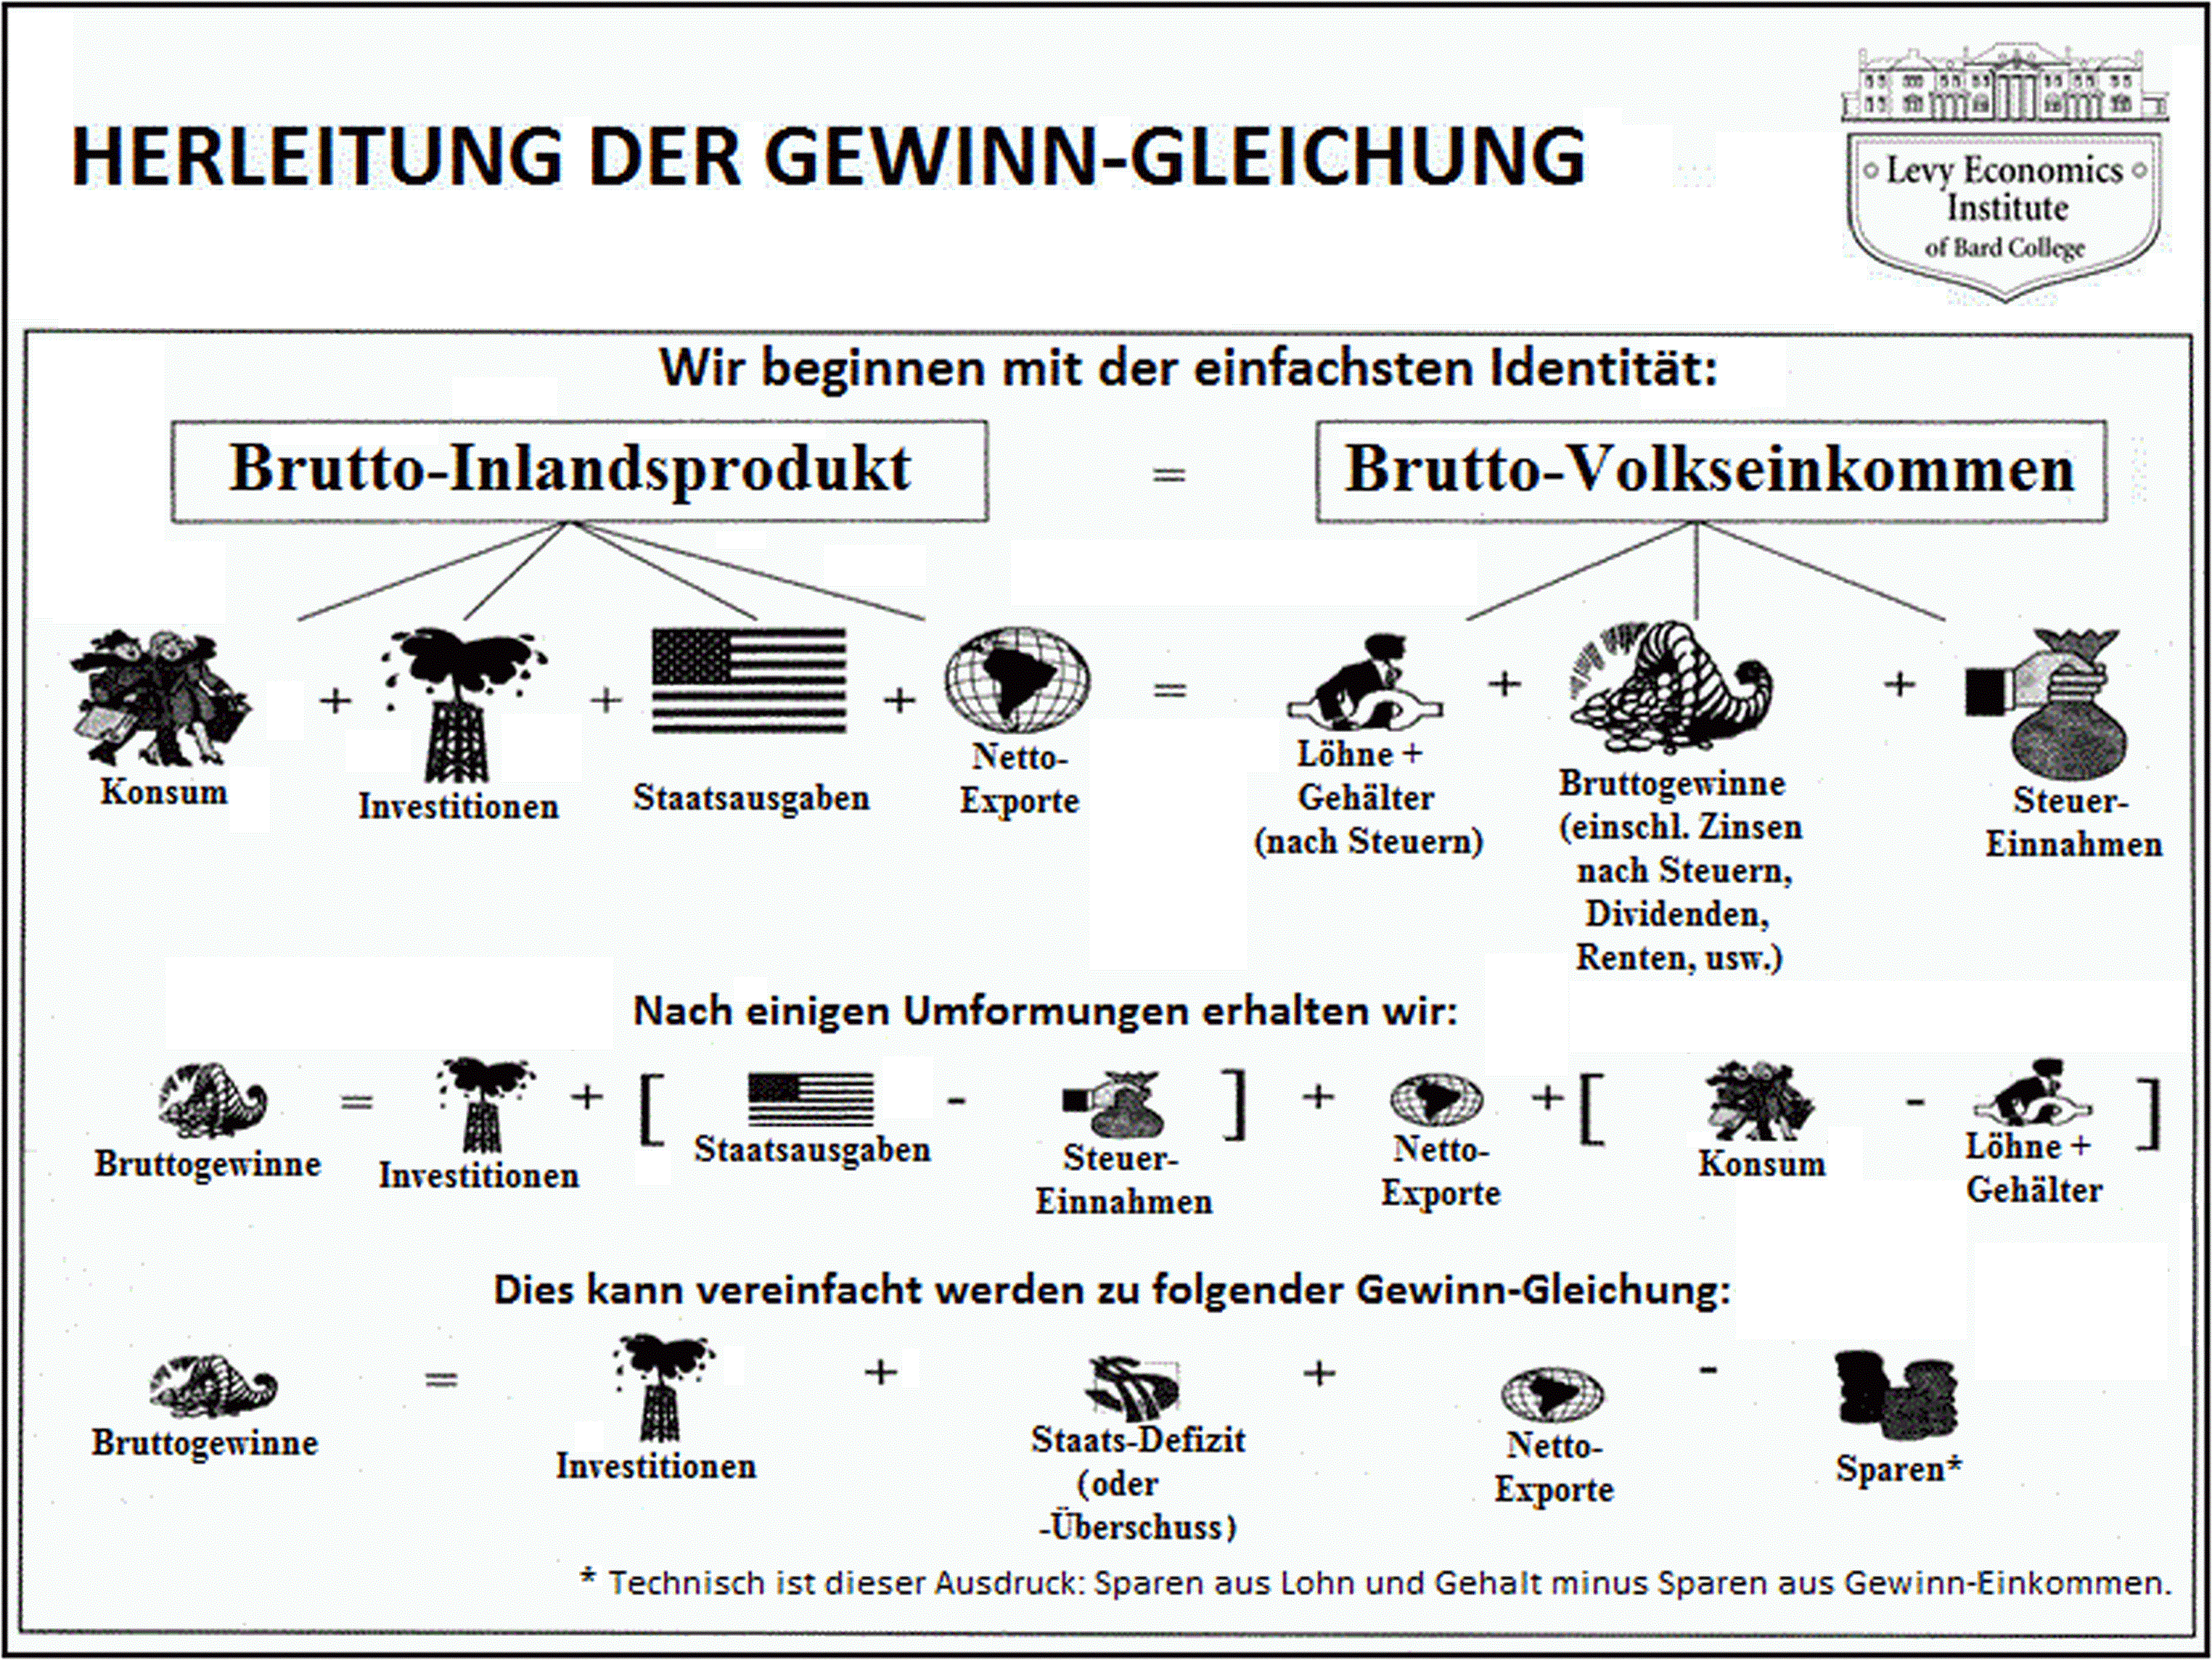 HERLEITUNG DER GEWINN-GLEICHUNG
Levy Economics
Institute
of Bard College
Wir beginnen mit der einfachsten Identität:
Brutto-Inlandsprodukt = Brutto-Volkseinkommen
Konsum
+
Investitionen
+
Staatsausgaben
+
Netto-
Exporte
=
Löhne +
Gehälter
(nach Steuern)
+
Bruttogewinne
(einschl. Zinsen
nach Steuern,
Dividenden,
Renten, usw.)
+
Steuer-
Einnahmen
Nach einigen Umformungen erhalten wir:
Bruttogewinne
=
Investitionen
+
[
Staatsausgaben
-
Steuer-
Einnahmen
]
+
Netto-
Exporte
+
[
Konsum
-
Löhne +
Gehälter
]
Dies kann vereinfacht werden zu folgender Gewinn-Gleichung:
Bruttogewinne
=
Investitionen
+
Staats-Defizit
(oder
-Überschuss)
+
Netto-
Exporte
-
Sparen*
* Technisch ist dieser Ausdruck: Sparen aus Lohn und Gehalt minus Sparen aus Gewinn-Einkommen.